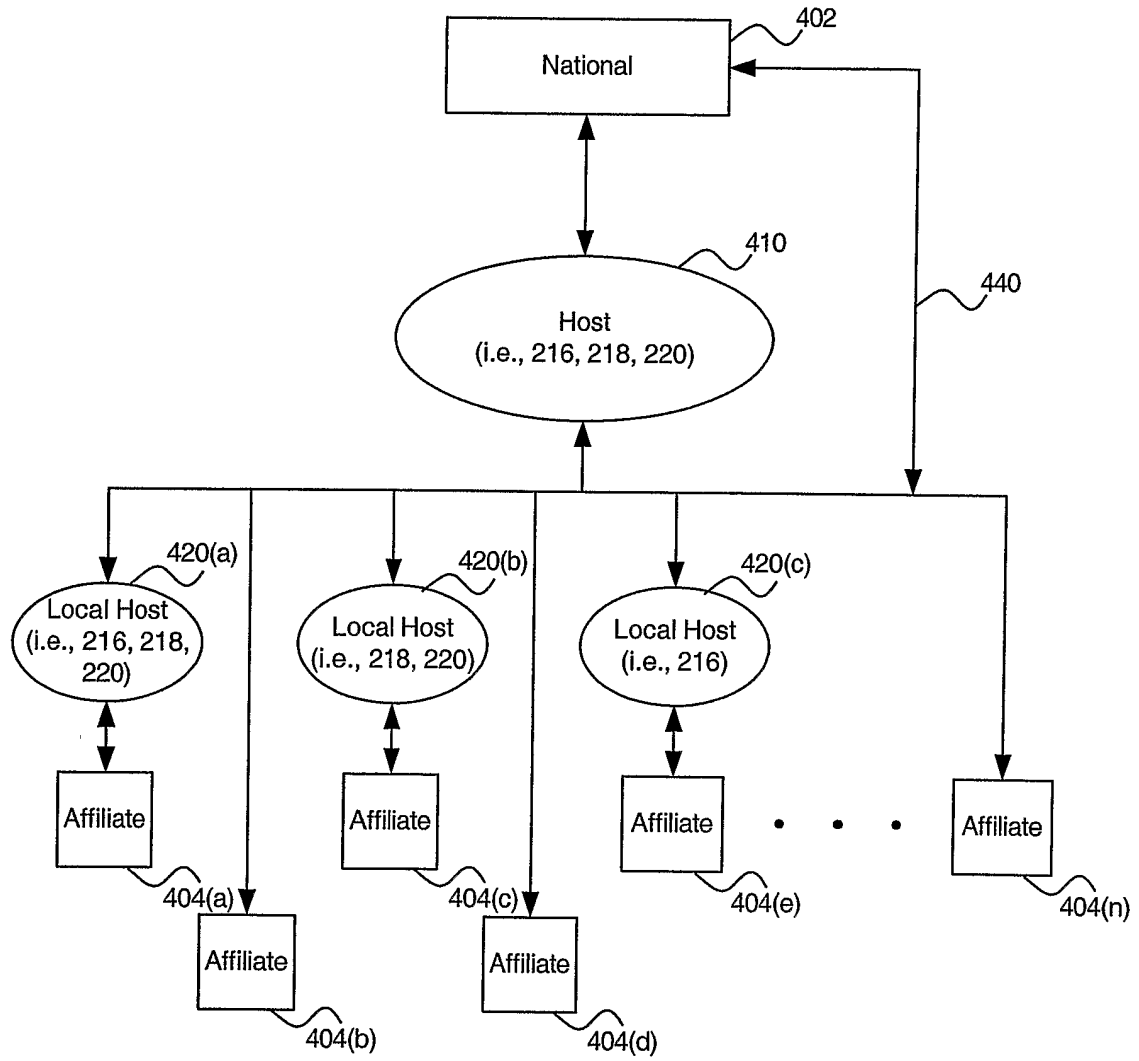 402
National
410
440
Host
(i.e., 216, 218, 220)
420(a)
420(b)
420(c)
Local Host
(i.e., 216, 218,
220)
Local Host
(i.e., 218, 220)
Local Host
(i.e., 216)
Affiliate
Affiliate
Affiliate
Affiliate
404(a)
404(c)
404(e)
404(n)
Affiliate
Affiliate
404(b)
404(d)